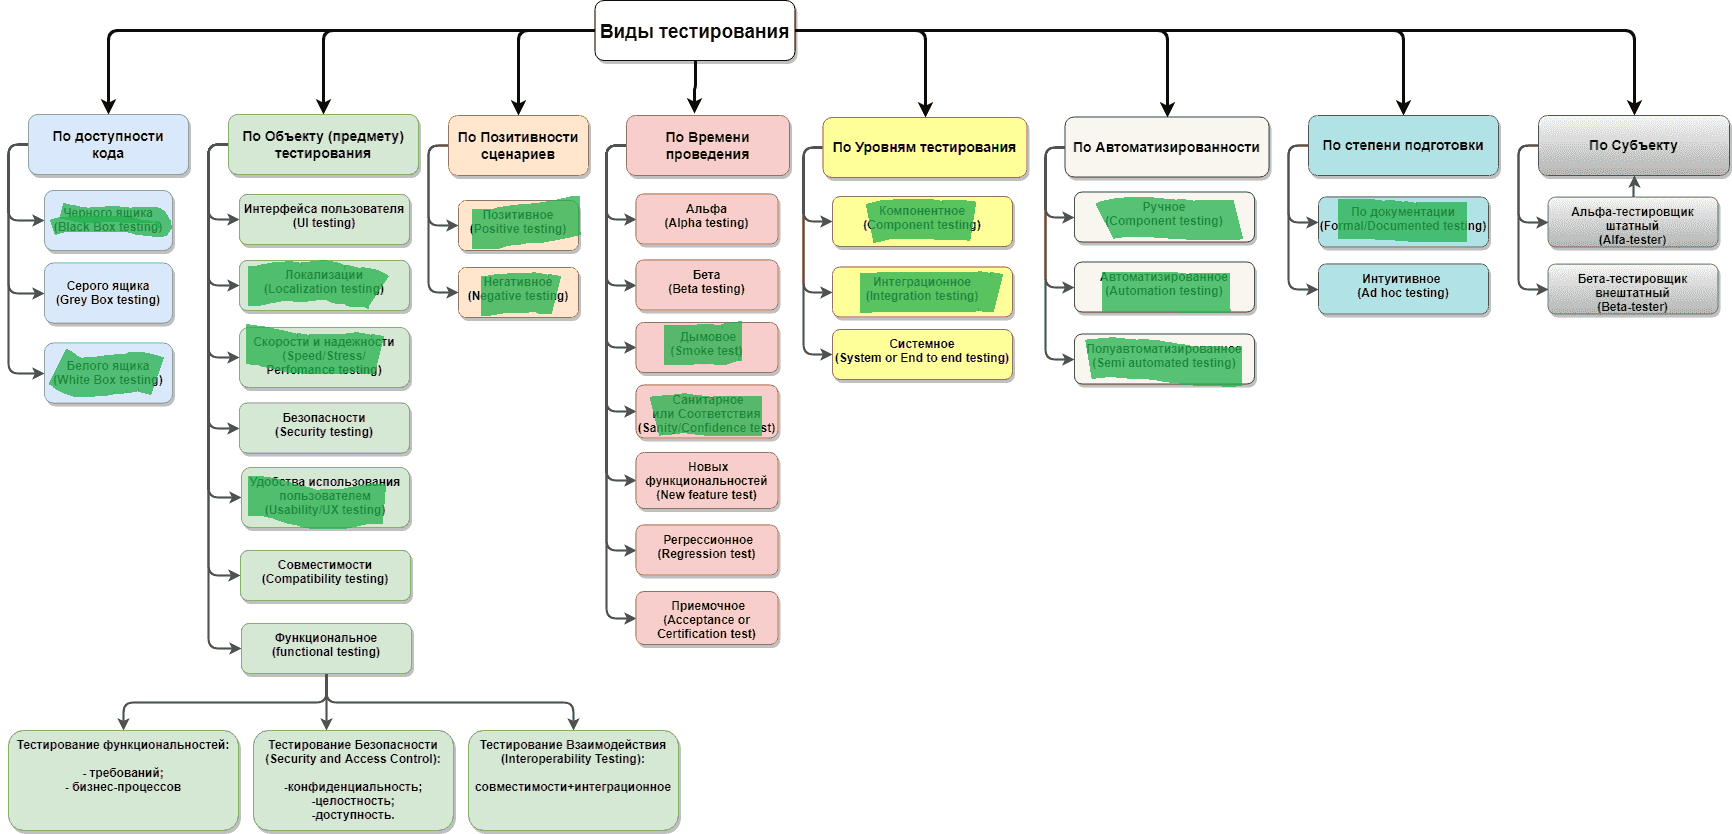 Виды тестирования
По доступности
кода
Черного ящика
(Black Box testing)
Серого ящика
(Grey Box testing)
Белого ящика
(White Box testing)
По Объекту (предмету)
тестирования
Интерфейса пользователя
(UI testing)
Локализации
(Localization testing)
Скорости и надежности
(Speed/Stress/
Perfomance testing)
Безопасности
(Security testing)
Удобства использования
пользователем
(Usability/UX testing)
Совместимости
(Compatibility testing)
Функциональное
(functional testing)
Тестирование функциональностей:
- требований;
- бизнес-процессов
Тестирование Безопасности
(Security and Access Control):
-конфиденциальность;
-целостность;
-доступность.
Тестирование Взаимодействия
(Interoperability Testing):
совместимости+интеграционное
По Позитивности
сценариев
Позитивное
(Positive testing)
Негативное
(Negative testing)
По Времени
проведения
Альфа
(Alpha testing)
Бета
(Beta testing)
Дымовое
(Smoke test)
Санитарное
или Соответствия
(Sanity/Confidence test)
Новых
функциональностей
(New feature test)
Регрессионное
(Regression test)
Приемочное
(Acceptance or
Certification test)
По Уровням тестирования
Компонентное
(Component testing)
Интеграционное
(Integration testing)
Системное
(System or End to end testing)
По Автоматизированности
Ручное
(Component testing)
Автоматизированное
(Automation testing)
Полуавтоматизированное
(Semi automated testing)
По степени подготовки
По документации
(Formal/Documented testing)
Интуитивное
(Ad hoc testing)
По Субъекту
Альфа-тестировщик
штатный
(Alfa-tester)
Бета-тестировщик
внештатный
(Beta-tester)